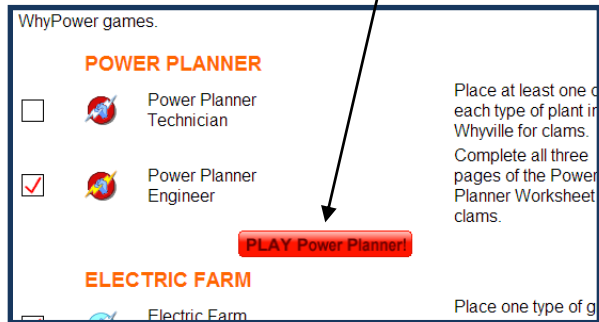 WhyPower games.
POWER PLANNER
Power Planner
Technician
Place at least one
each type of plant in
Whyville for clams.
Power Planner
Engineer
Complete all three
pages of the Power
Planner Worksheet
clams.
PLAY Power Planner!
ELECTRIC FARM
Electric Farm
Place one type of